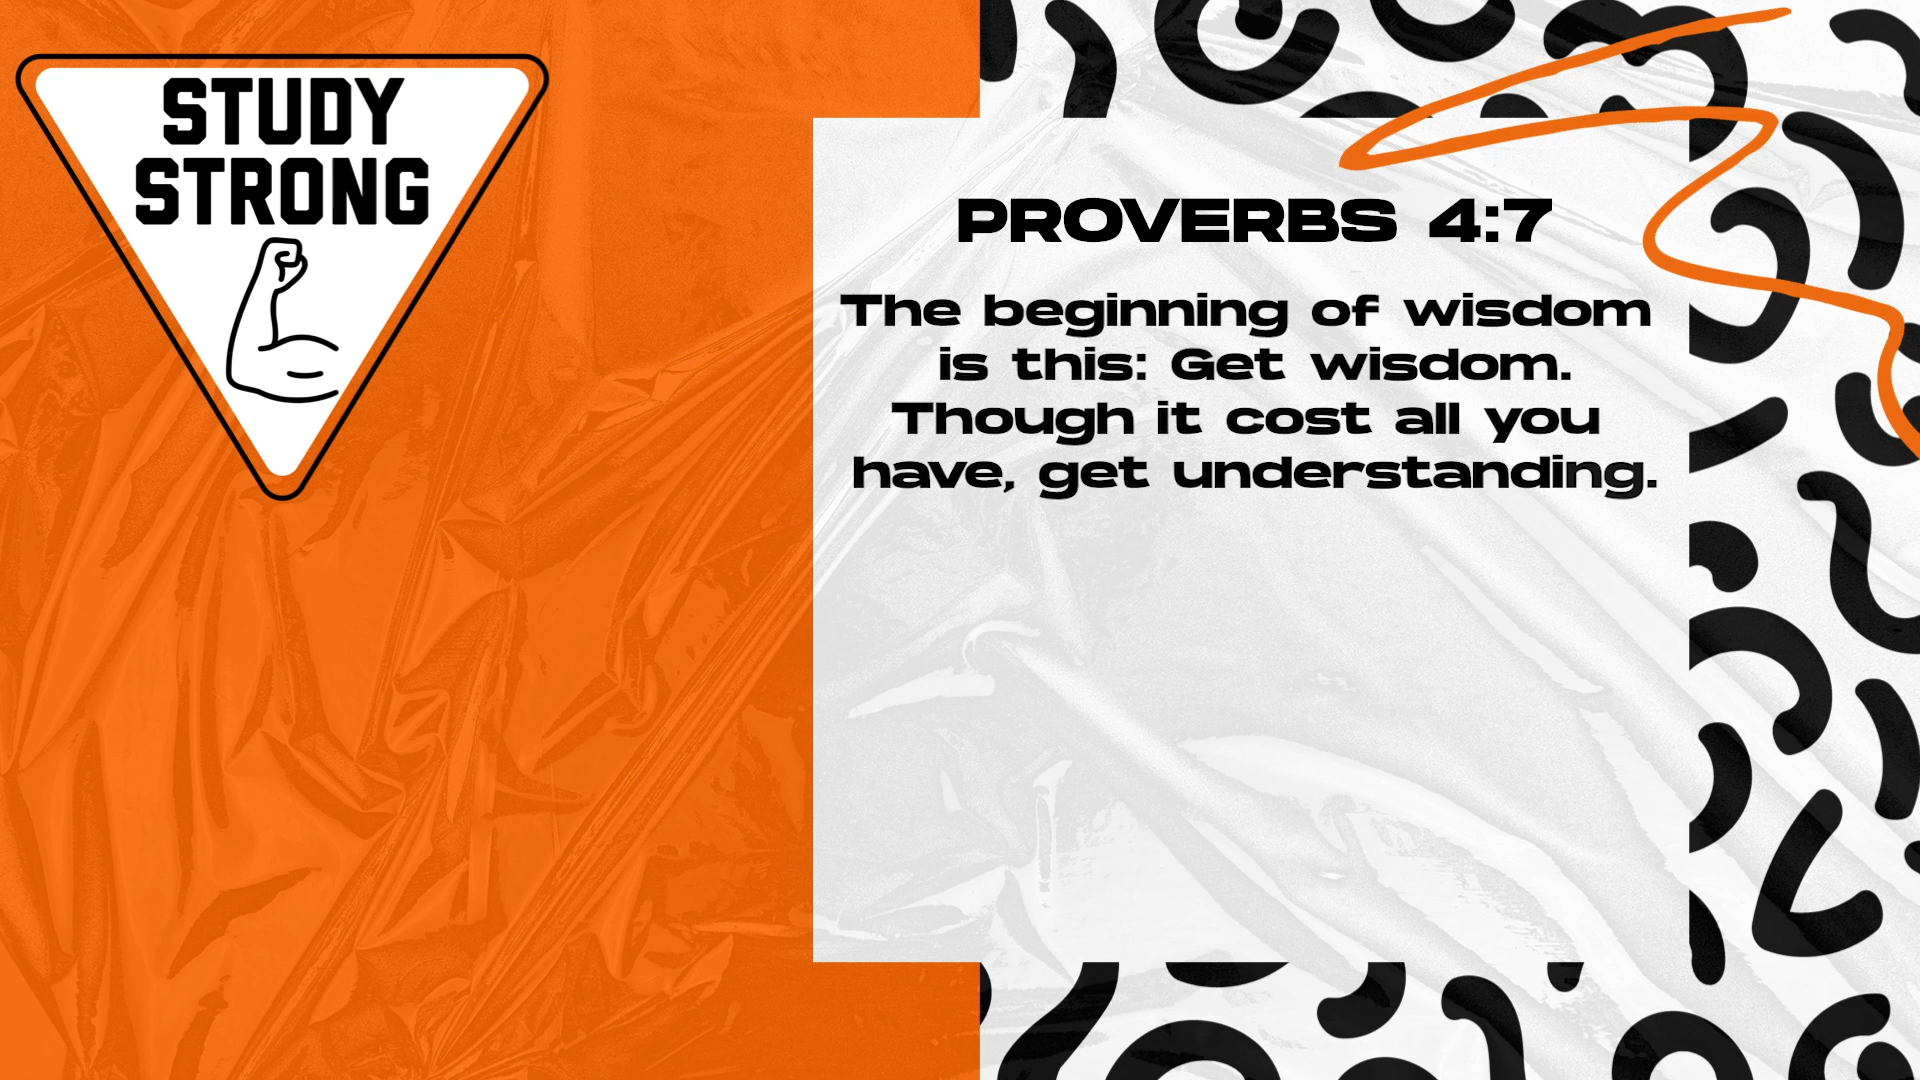 STUDY
STRONG
PROVERBS 4:7
The beginning of wisdom
is this: Get wisdom.
Though it cost all you
have, get understanding.